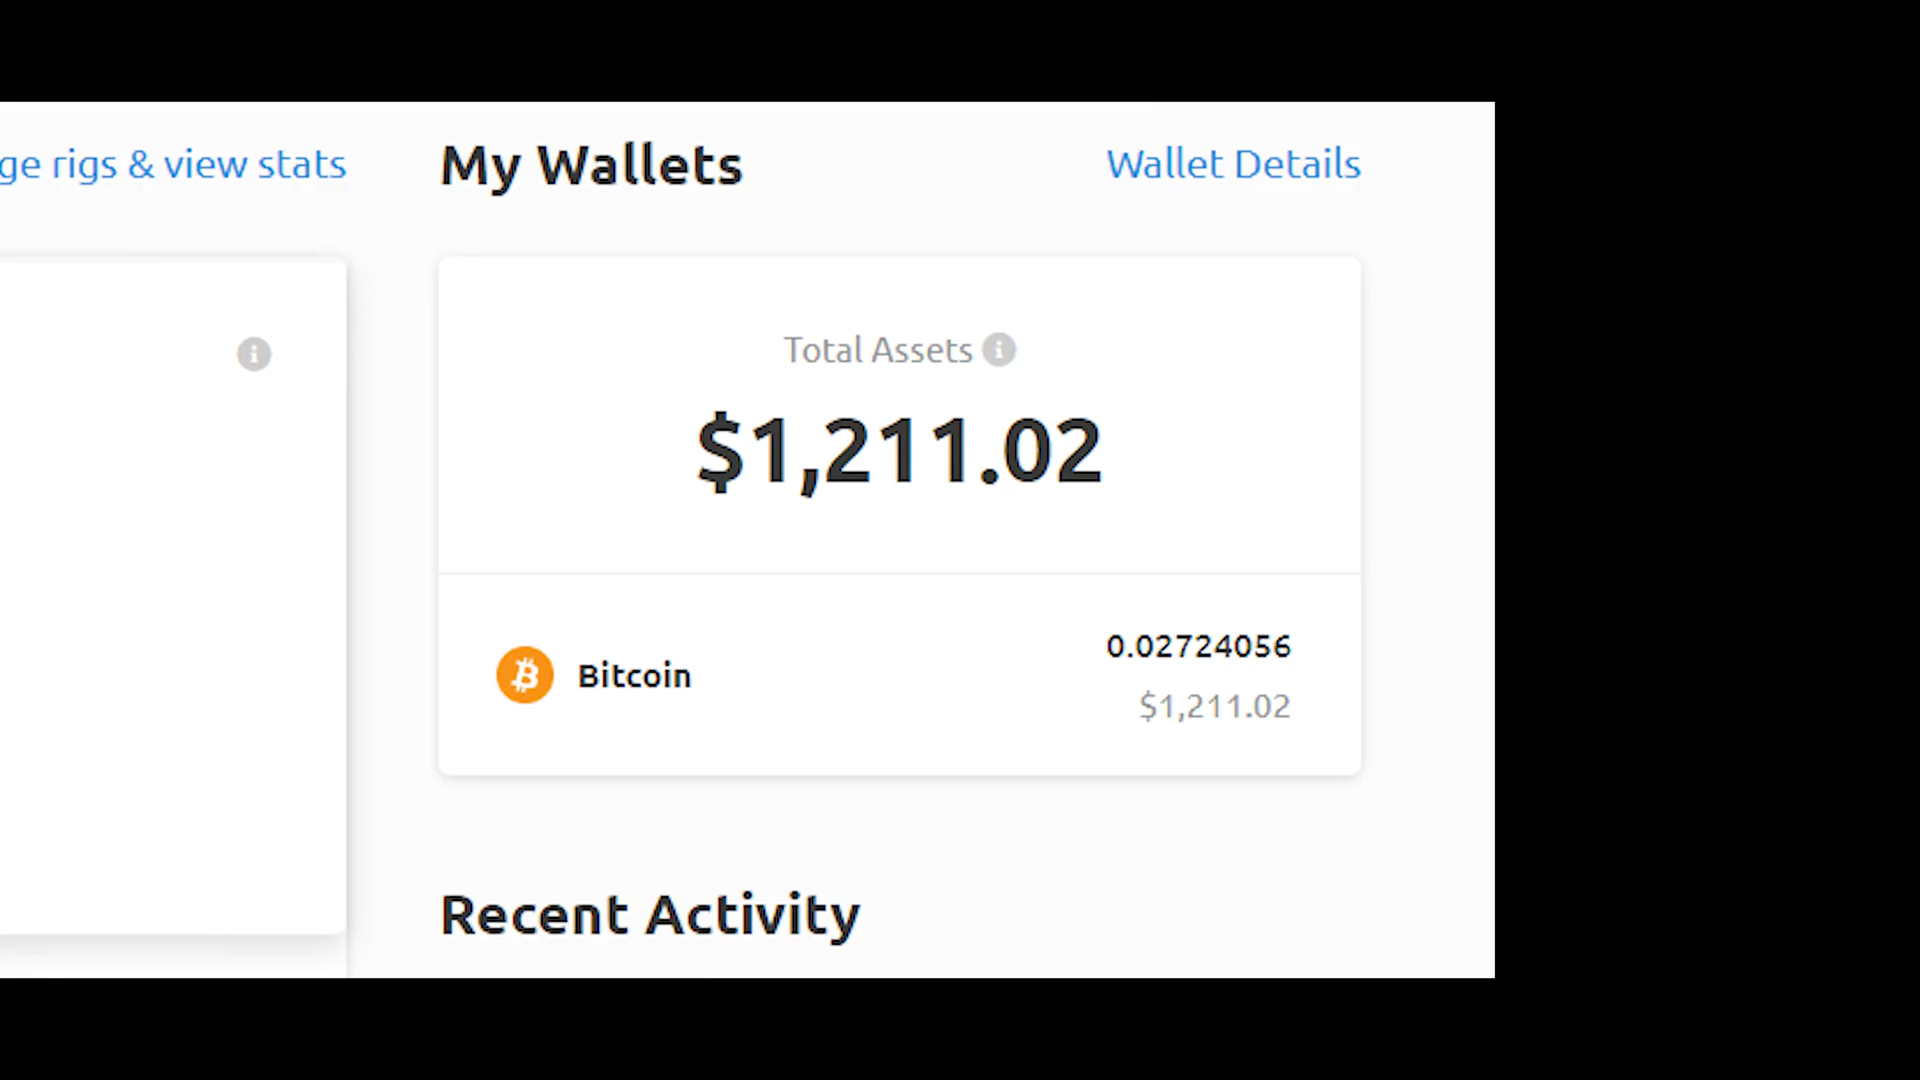 ge rigs & view stats
My Wallets
Wallet Details
Total Assets
$1,211.02
Bitcoin
0.02724056
$1,211.02
Recent Activity